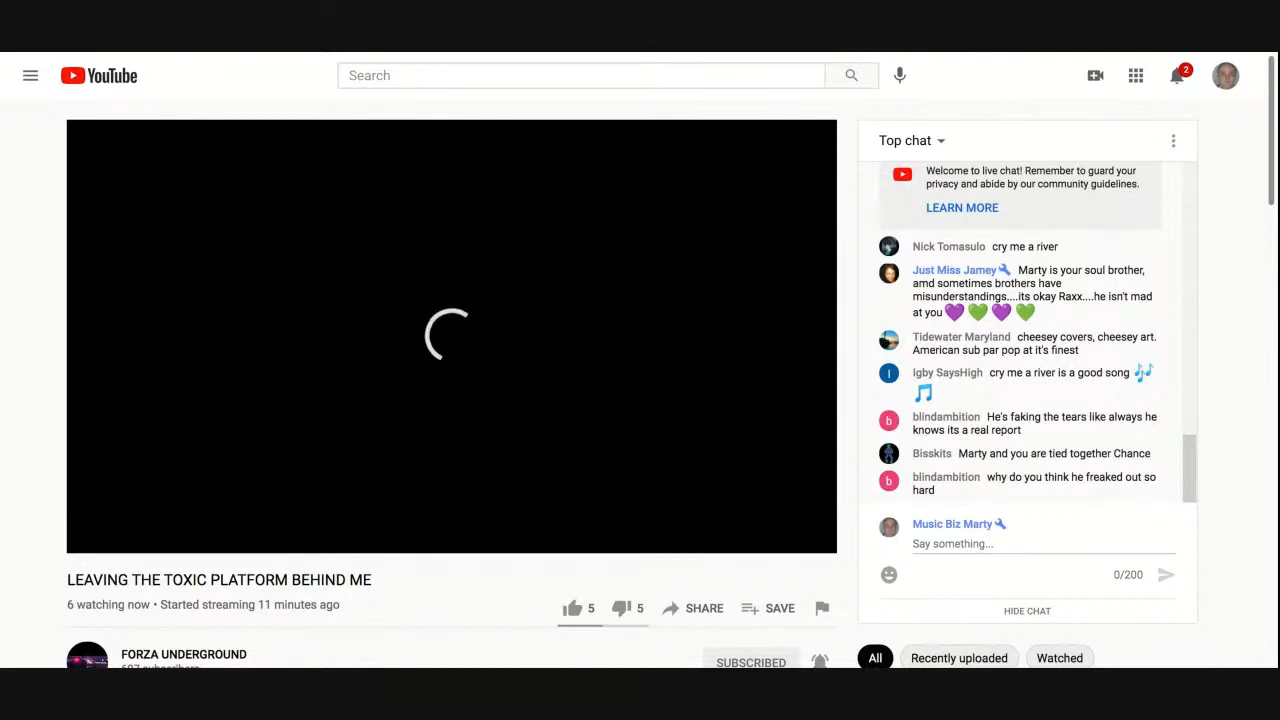 YouTube
Search
2
Top chat
Welcome to live chat! Remember to guard your
privacy and abide by our community guidelines.
LEARN MORE
Nick Tomasulo cry me a river
Just Miss Jamey Marty is your soul brother,
amd sometimes brothers have
misunderstandings....its okay Raxx....he isn't mad
at you
Tidewater Maryland cheesey covers, cheesey art.
American sub par pop at it's finest
Igby SaysHigh cry me a river is a good song
b blindambition He's faking the tears like always he
knows its a real report
Bisskits Marty and you are tied together Chance
b blindambition why do you think he freaked out so
hard
Music Biz Marty
Say something...
0/200
HIDE CHAT
LEAVING THE TOXIC PLATFORM BEHIND ME
6 watching now • Started streaming 11 minutes ago
5 5 SHARE SAVE
FORZA UNDERGROUND
SUBSCRIBED
All Recently uploaded Watched